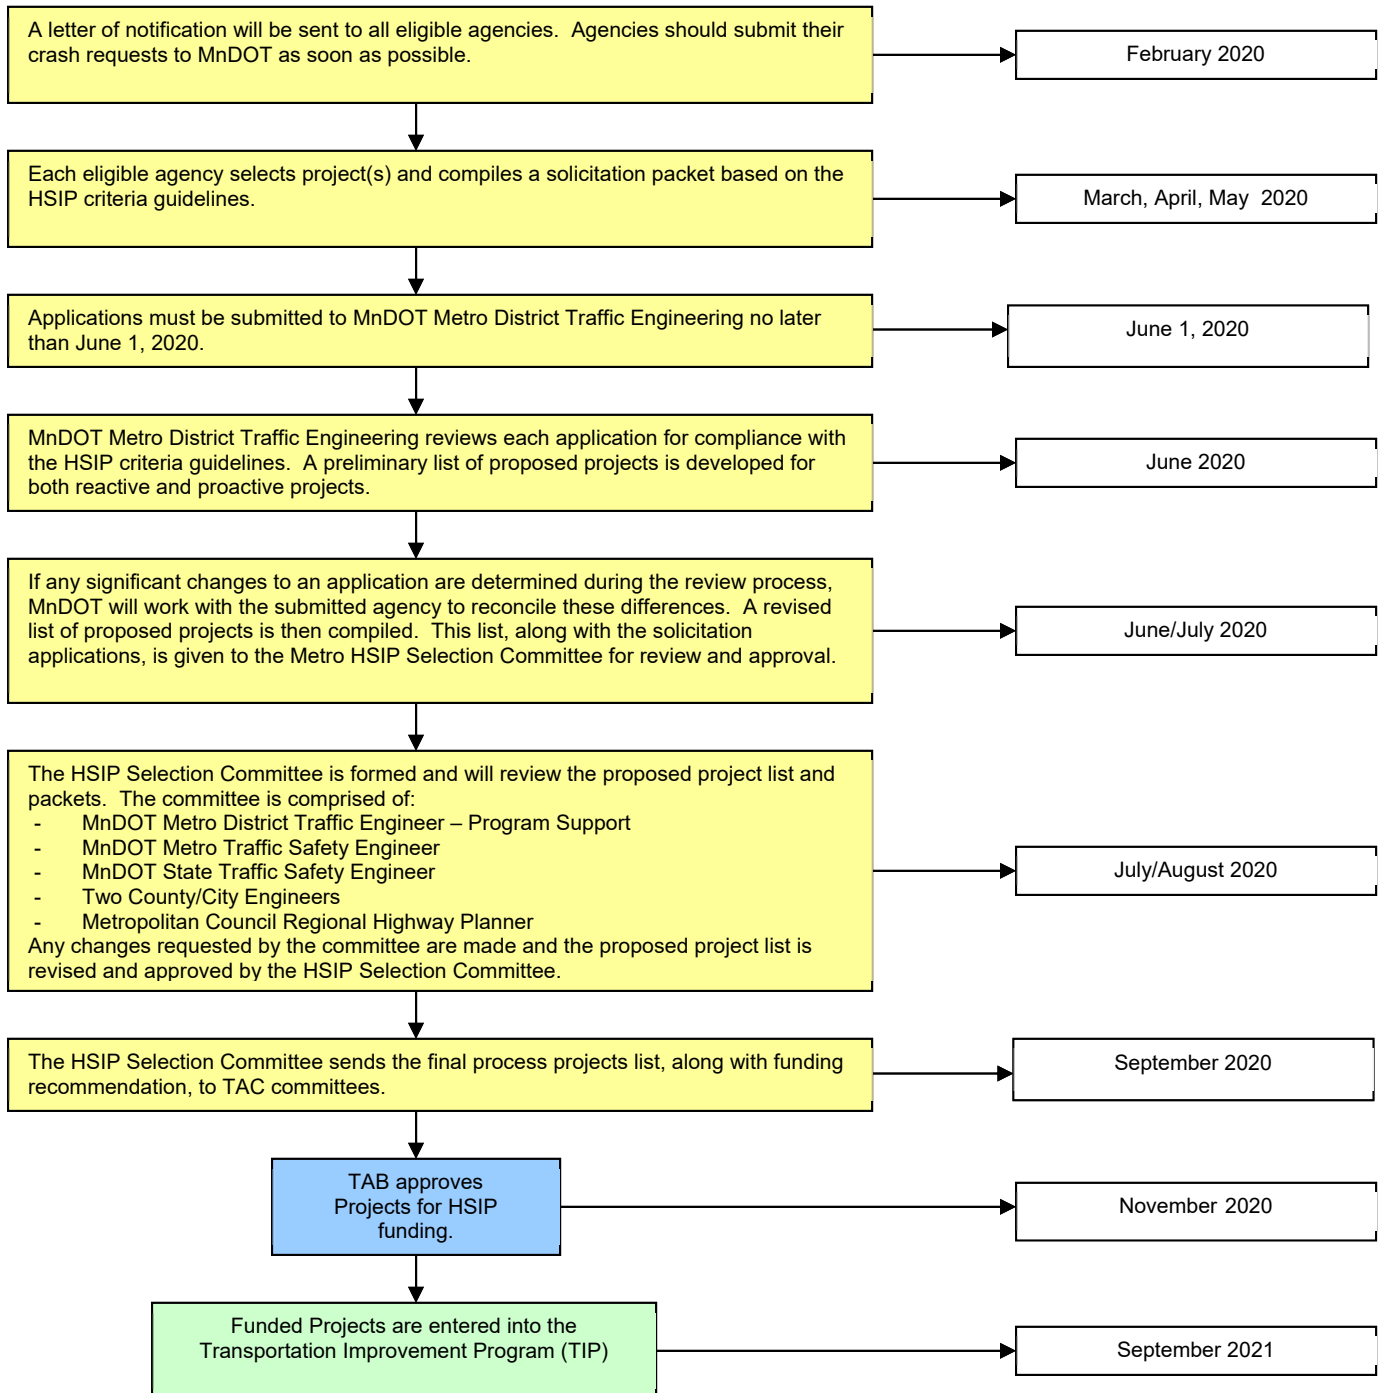 A letter of notification will be sent to all eligible agencies.  Agencies should submit their
crash requests to MnDOT as soon as possible.
February 2020
Each eligible agency selects project(s) and compiles a solicitation packet based on the
HSIP criteria guidelines.
March, April, May  2020
Applications must be submitted to MnDOT Metro District Traffic Engineering no later
than June 1, 2020.
June 1, 2020
MnDOT Metro District Traffic Engineering reviews each application for compliance with
the HSIP criteria guidelines.  A preliminary list of proposed projects is developed for
both reactive and proactive projects.
June 2020
If any significant changes to an application are determined during the review process,
MnDOT will work with the submitted agency to reconcile these differences.  A revised
list of proposed projects is then compiled.  This list, along with the solicitation
applications, is given to the Metro HSIP Selection Committee for review and approval.
June/July 2020
The HSIP Selection Committee is formed and will review the proposed project list and
packets.  The committee is comprised of:
- MnDOT Metro District Traffic Engineer – Program Support
- MnDOT Metro Traffic Safety Engineer
- MnDOT State Traffic Safety Engineer
- Two County/City Engineers
- Metropolitan Council Regional Highway Planner
Any changes requested by the committee are made and the proposed project list is
revised and approved by the HSIP Selection Committee.
July/August 2020
The HSIP Selection Committee sends the final process projects list, along with funding
recommendation, to TAC committees.
September 2020
TAB approves
Projects for HSIP
funding.
November 2020
Funded Projects are entered into the
Transportation Improvement Program (TIP)
September 2021